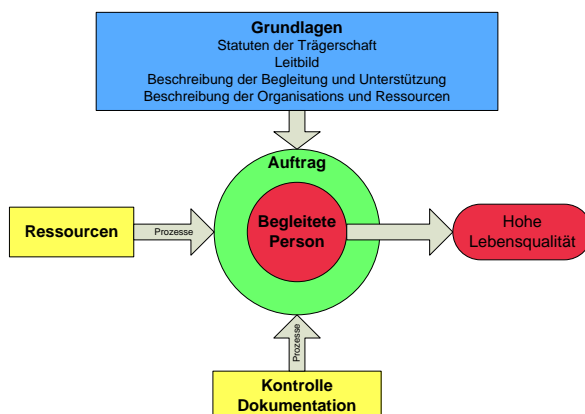 Grundlagen
Statuten der Trägerschaft
Leitbild
Beschreibung der Begleitung und Unterstützung
Beschreibung der Organisations und Ressourcen
Auftrag
Ressourcen
Prozesse
Begleitete
Person
Hohe
Lebensqualität
Prozesse
Kontrolle
Dokumentation